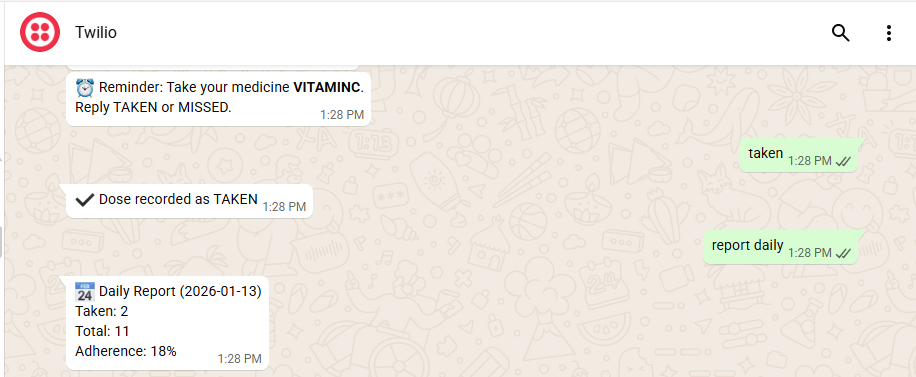 Twilio
⏰ Reminder: Take your medicine VITAMINC.
Reply TAKEN or MISSED.
1:28 PM
taken 1:28 PM
✔ Dose recorded as TAKEN 1:28 PM
report daily 1:28 PM
📆 Daily Report (2026-01-13)
Taken: 2
Total: 11
Adherence: 18%
1:28 PM